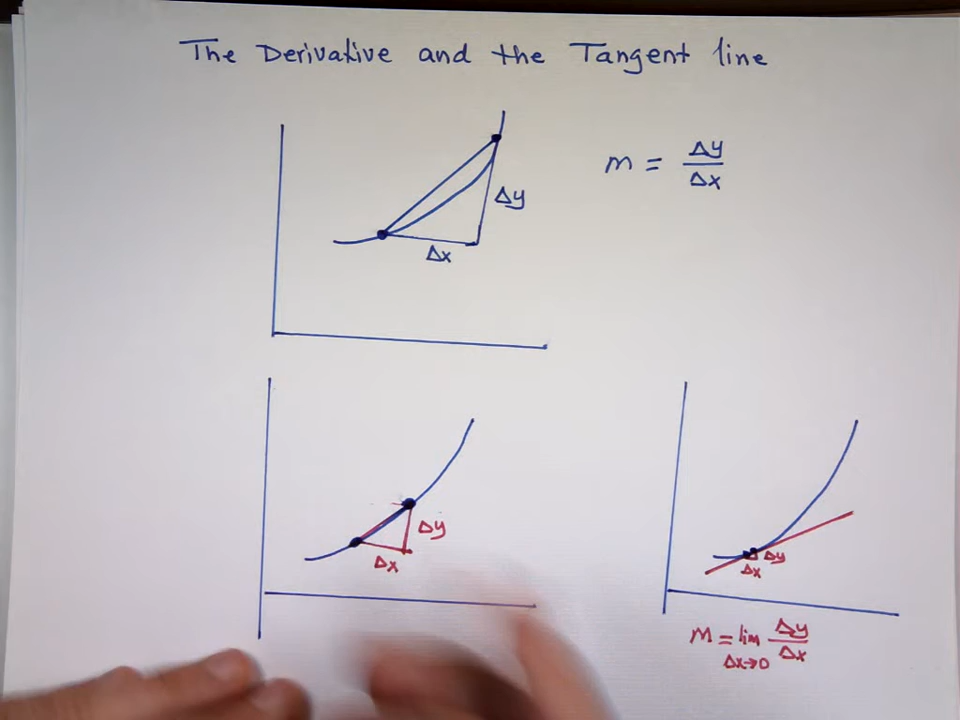 The Derivative and the Tangent line
m = Δy/Δx
Δy
Δx
Δy
Δx
Δy
Δx
m = lim Δy/Δx
Δx→0